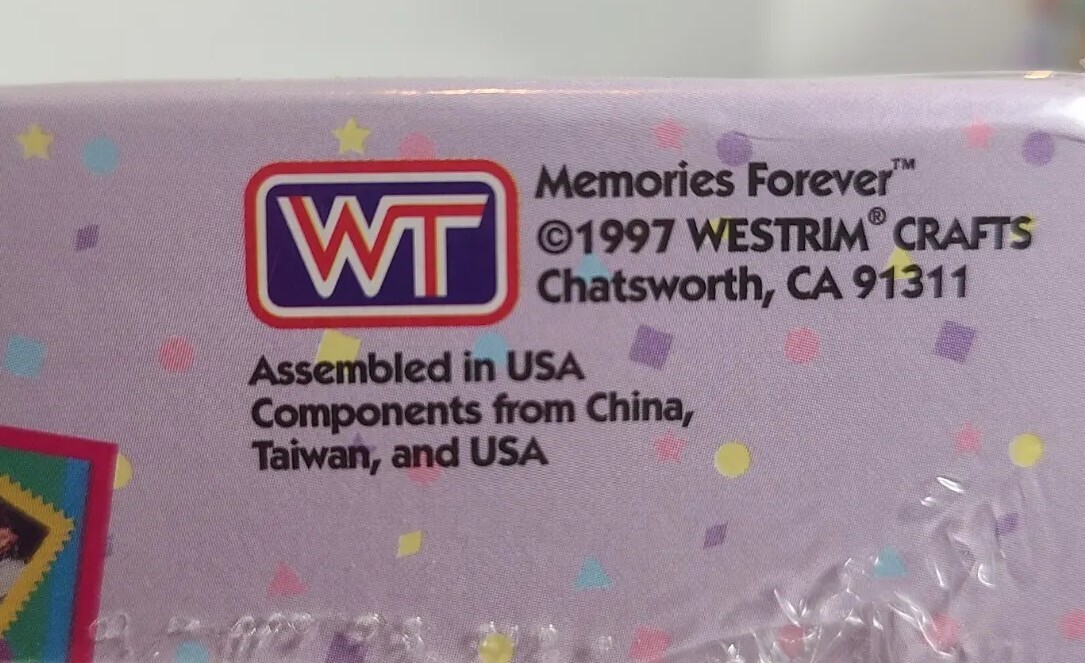 WT
Memories Forever™
©1997 WESTRIM® CRAFTS
Chatsworth, CA 91311
Assembled in USA
Components from China,
Taiwan, and USA